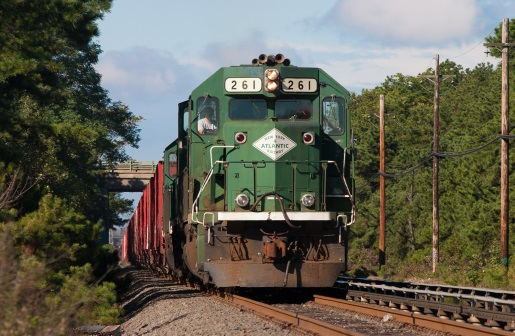 261 261
NEW YORK
&
ATLANTIC
RAILWAY